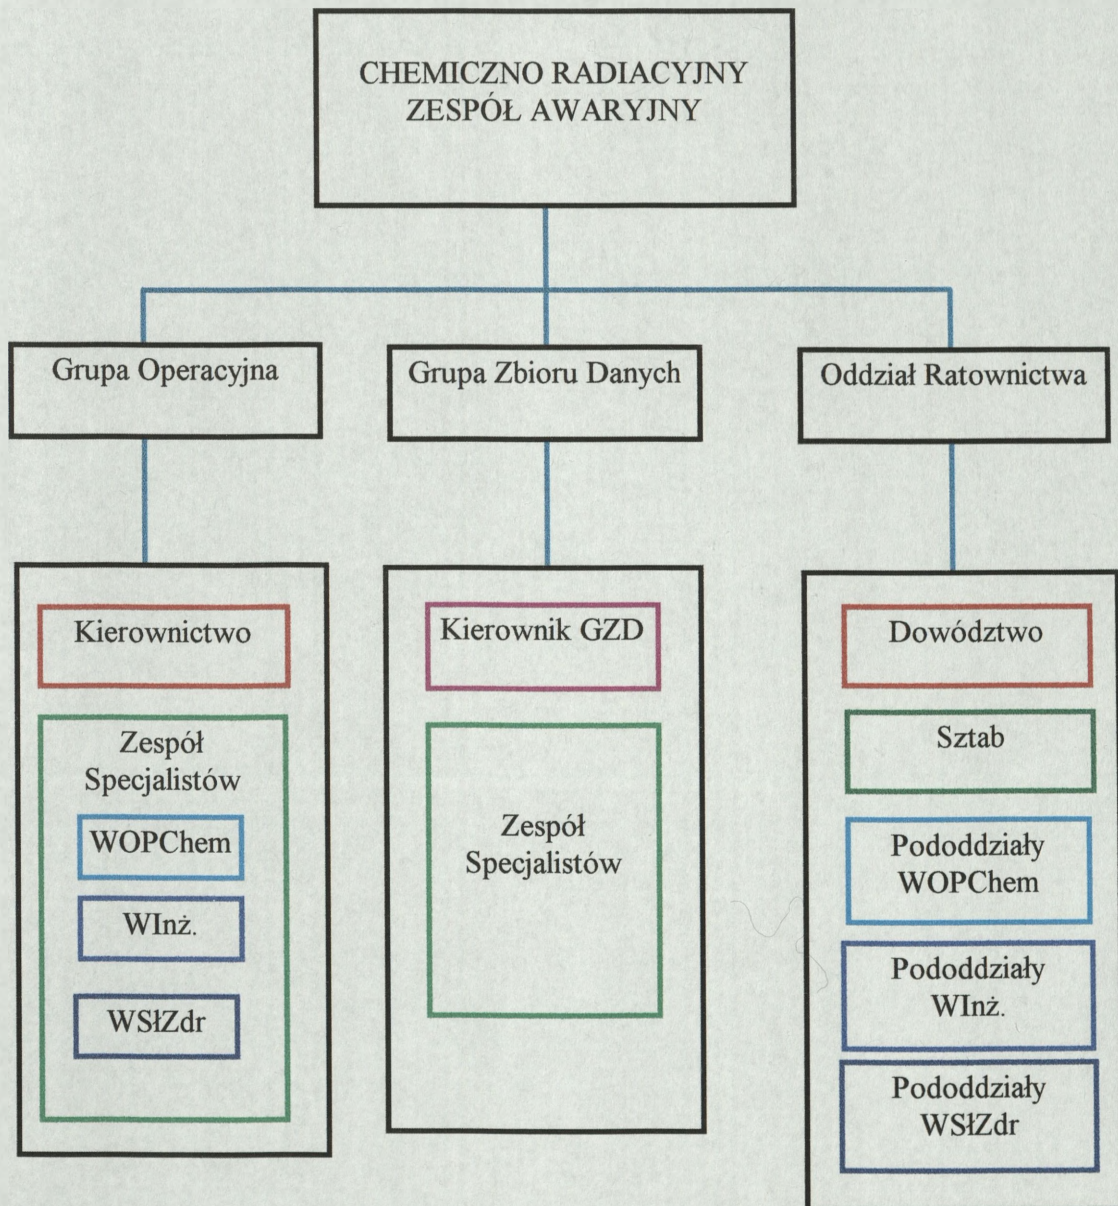 CHEMICZNO RADIACYJNY
ZESPÓŁ AWARYJNY
Grupa Operacyjna
Grupa Zbioru Danych
Oddział Ratownictwa
Kierownictwo
Zespół
Specjalistów
WOPChem
WInż.
WSłZdr
Kierownik GZD
Zespół
Specjalistów
Dowództwo
Sztab
Pododdziały
WOPChem
Pododdziały
WInż.
Pododdziały
WSłZdr